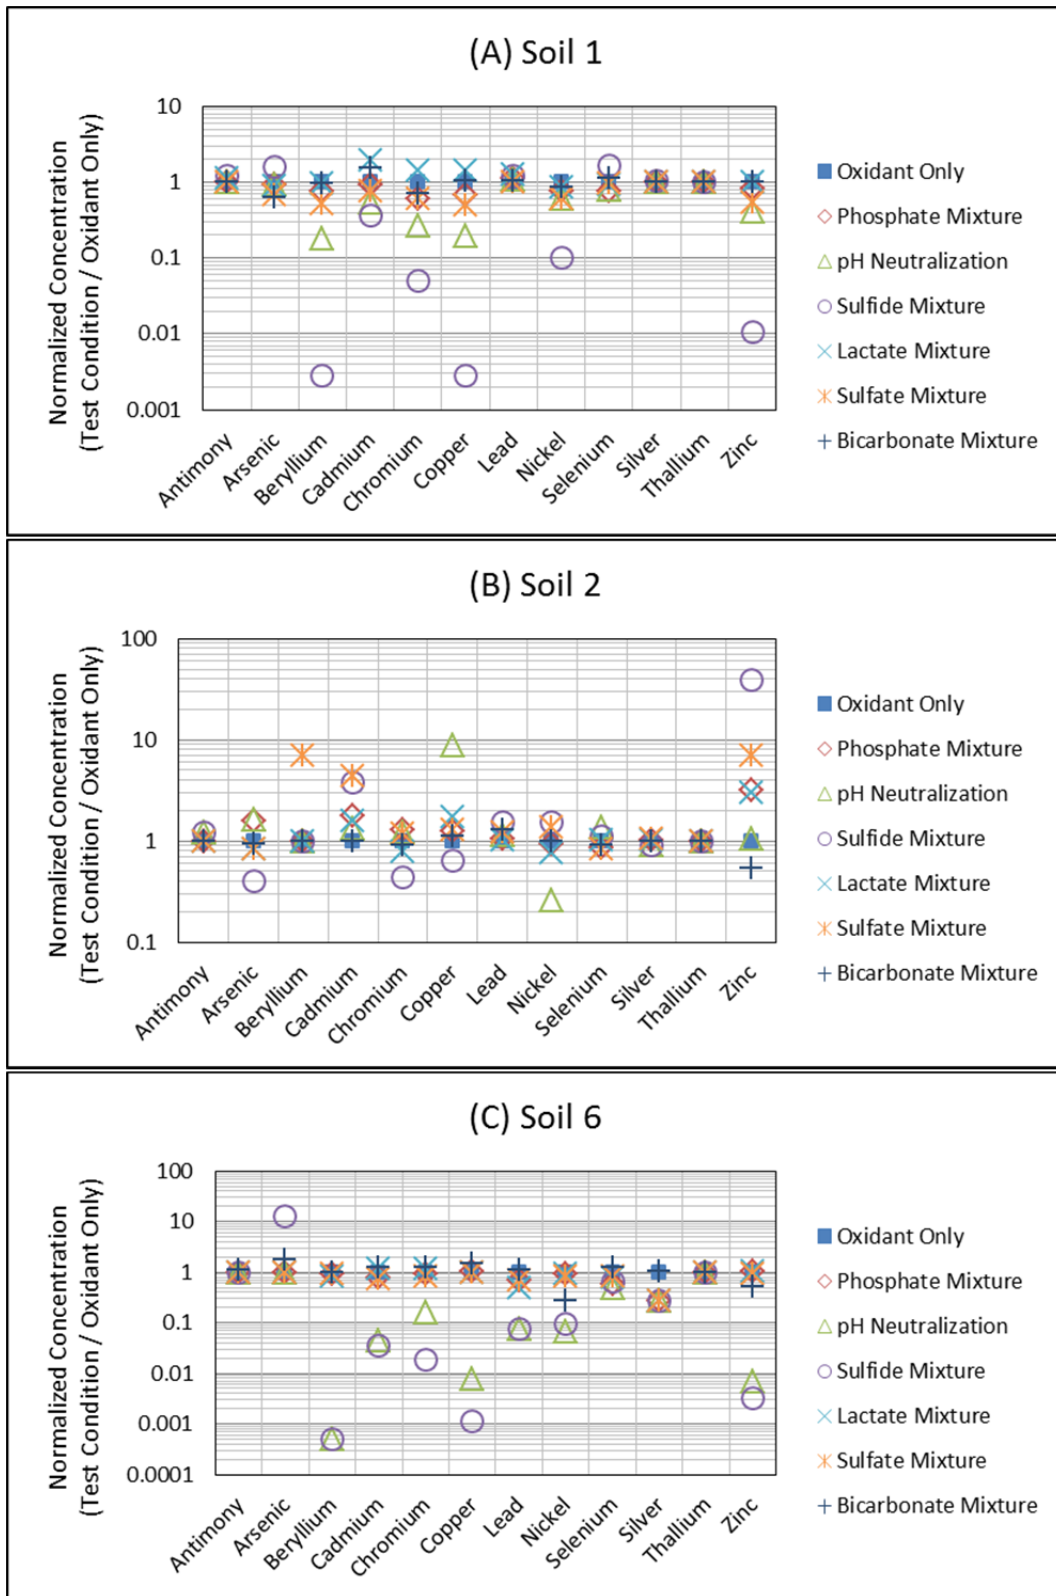 (A) Soil 1
Normalized Concentration
(Test Condition / Oxidant Only)
10
1
0.1
0.01
0.001
Antimony
Arsenic
Beryllium
Cadmium
Chromium
Copper
Lead
Nickel
Selenium
Silver
Thallium
Zinc
Oxidant Only
Phosphate Mixture
pH Neutralization
Sulfide Mixture
Lactate Mixture
Sulfate Mixture
Bicarbonate Mixture
(B) Soil 2
Normalized Concentration
(Test Condition / Oxidant Only)
100
10
1
0.1
Antimony
Arsenic
Beryllium
Cadmium
Chromium
Copper
Lead
Nickel
Selenium
Silver
Thallium
Zinc
Oxidant Only
Phosphate Mixture
pH Neutralization
Sulfide Mixture
Lactate Mixture
Sulfate Mixture
Bicarbonate Mixture
(C) Soil 6
Normalized Concentration
(Test Condition / Oxidant Only)
100
10
1
0.1
0.01
0.001
0.0001
Antimony
Arsenic
Beryllium
Cadmium
Chromium
Copper
Lead
Nickel
Selenium
Silver
Thallium
Zinc
Oxidant Only
Phosphate Mixture
pH Neutralization
Sulfide Mixture
Lactate Mixture
Sulfate Mixture
Bicarbonate Mixture